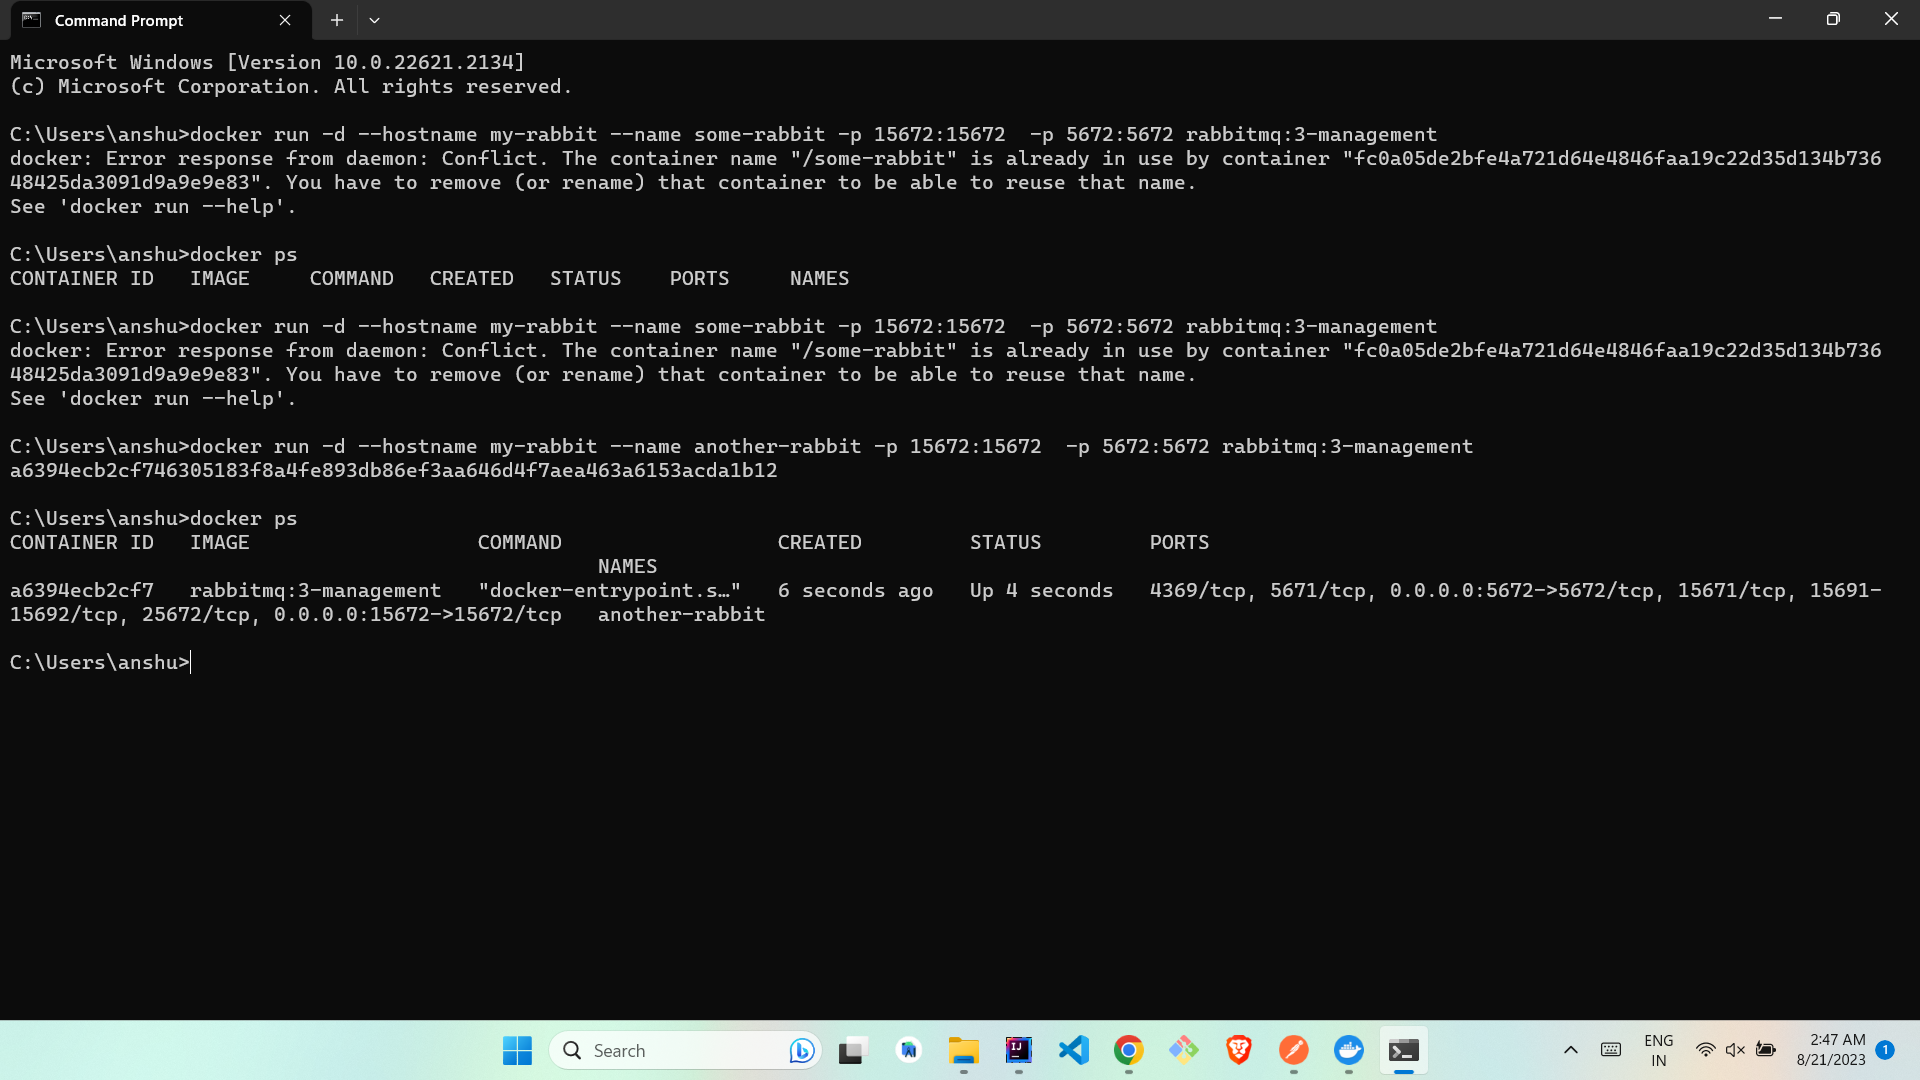 Command Prompt
Microsoft Windows [Version 10.0.22621.2134]
(c) Microsoft Corporation. All rights reserved.
C:\Users\anshu>docker run -d --hostname my-rabbit --name some-rabbit -p 15672:15672  -p 5672:5672 rabbitmq:3-management
docker: Error response from daemon: Conflict. The container name "/some-rabbit" is already in use by container "fc0a05de2bfe4a721d64e4846faa19c22d35d134b736
48425da3091d9a9e9e83". You have to remove (or rename) that container to be able to reuse that name.
See 'docker run --help'.
C:\Users\anshu>docker ps
CONTAINER ID   IMAGE     COMMAND   CREATED   STATUS    PORTS     NAMES
C:\Users\anshu>docker run -d --hostname my-rabbit --name some-rabbit -p 15672:15672  -p 5672:5672 rabbitmq:3-management
docker: Error response from daemon: Conflict. The container name "/some-rabbit" is already in use by container "fc0a05de2bfe4a721d64e4846faa19c22d35d134b736
48425da3091d9a9e9e83". You have to remove (or rename) that container to be able to reuse that name.
See 'docker run --help'.
C:\Users\anshu>docker run -d --hostname my-rabbit --name another-rabbit -p 15672:15672  -p 5672:5672 rabbitmq:3-management
a6394ecb2cf746305183f8a4fe893db86ef3aa646d4f7aea463a6153acda1b12
C:\Users\anshu>docker ps
CONTAINER ID   IMAGE                   COMMAND                  CREATED         STATUS         PORTS
NAMES
a6394ecb2cf7   rabbitmq:3-management   "docker-entrypoint.s…"   6 seconds ago   Up 4 seconds   4369/tcp, 5671/tcp, 0.0.0.0:5672->5672/tcp, 15671/tcp, 15691-
15692/tcp, 25672/tcp, 0.0.0.0:15672->15672/tcp   another-rabbit
C:\Users\anshu>
Search
ENG
IN
2:47 AM
8/21/2023
1